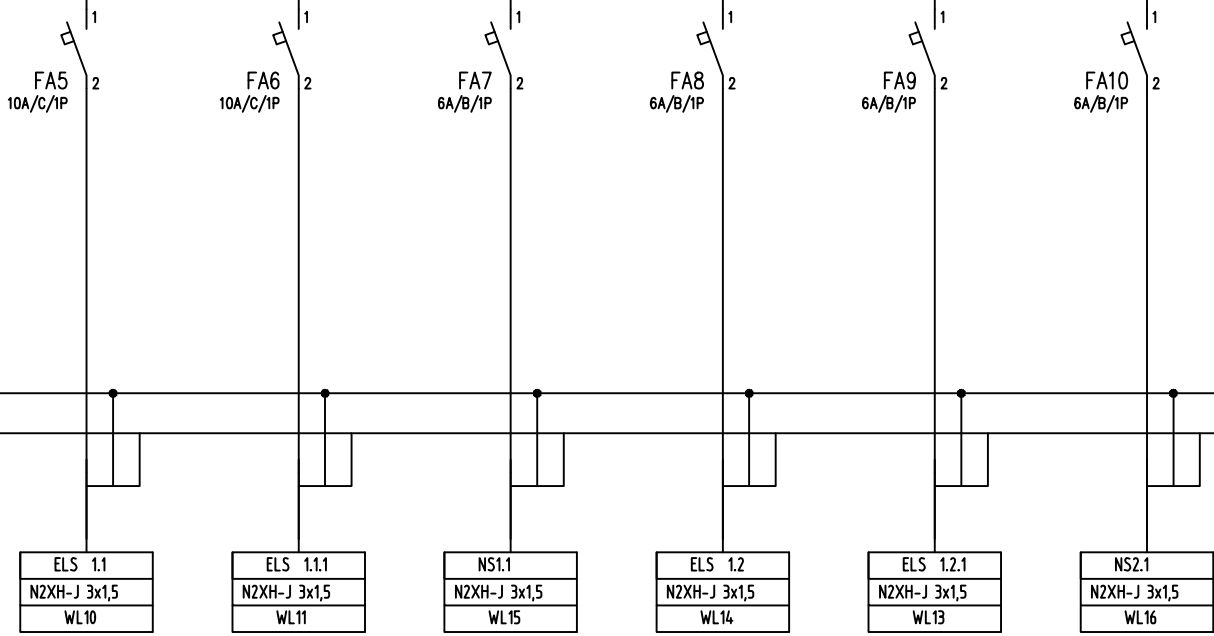 1 1 1 1 1 1
FA5 2 FA6 2 FA7 2 FA8 2 FA9 2 FA10 2
10A/C/1P 10A/C/1P 6A/B/1P 6A/B/1P 6A/B/1P 6A/B/1P
ELS 1.1 ELS 1.1.1 NS1.1 ELS 1.2 ELS 1.2.1 NS2.1
N2XH-J 3x1,5 N2XH-J 3x1,5 N2XH-J 3x1,5 N2XH-J 3x1,5 N2XH-J 3x1,5 N2XH-J 3x1,5
WL10 WL11 WL15 WL14 WL13 WL16